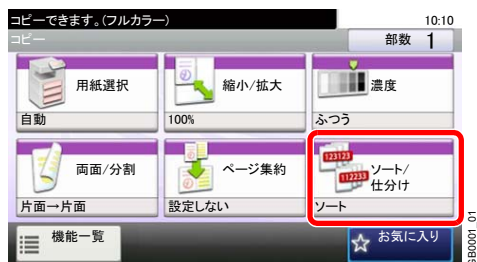 コピーできます。(フルカラー)
10:10
コピー
部数 1
用紙選択
自動
縮小/拡大
100%
濃度
ふつう
両面/分割
片面→片面
ページ集約
設定しない
123123
112233
ソート/
仕分け
ソート
機能一覧
お気に入り
GB0001_01